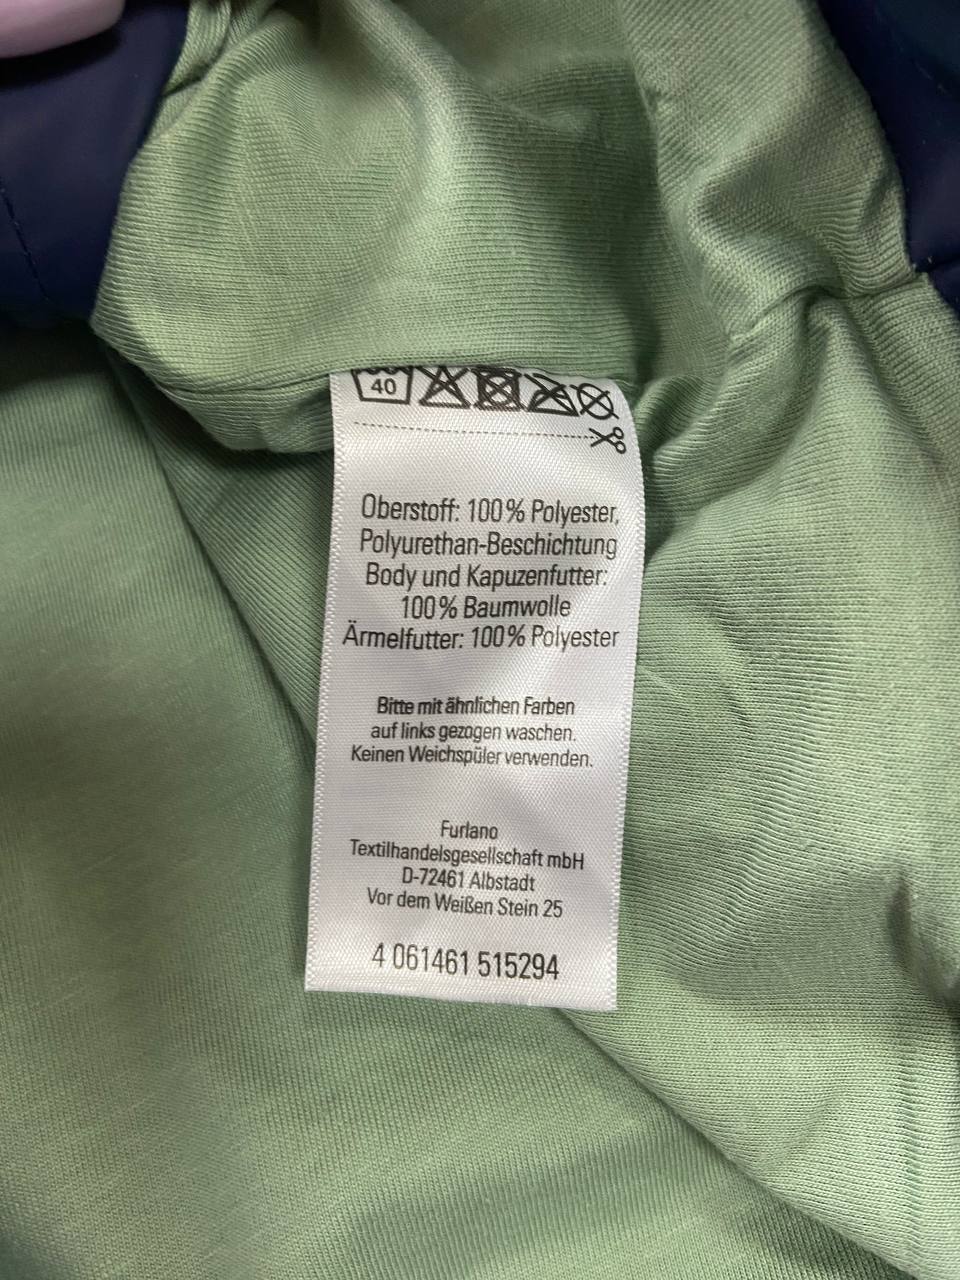 40
Oberstoff: 100% Polyester,
Polyurethan-Beschichtung
Body und Kapuzenfutter:
100% Baumwolle
Ärmelfutter: 100% Polyester
Bitte mit ähnlichen Farben
auf links gezogen waschen.
Keinen Weichspüler verwenden.
Furlano
Textilhandelsgesellschaft mbH
D-72461 Albstadt
Vor dem Weißen Stein 25
4 061461 515294